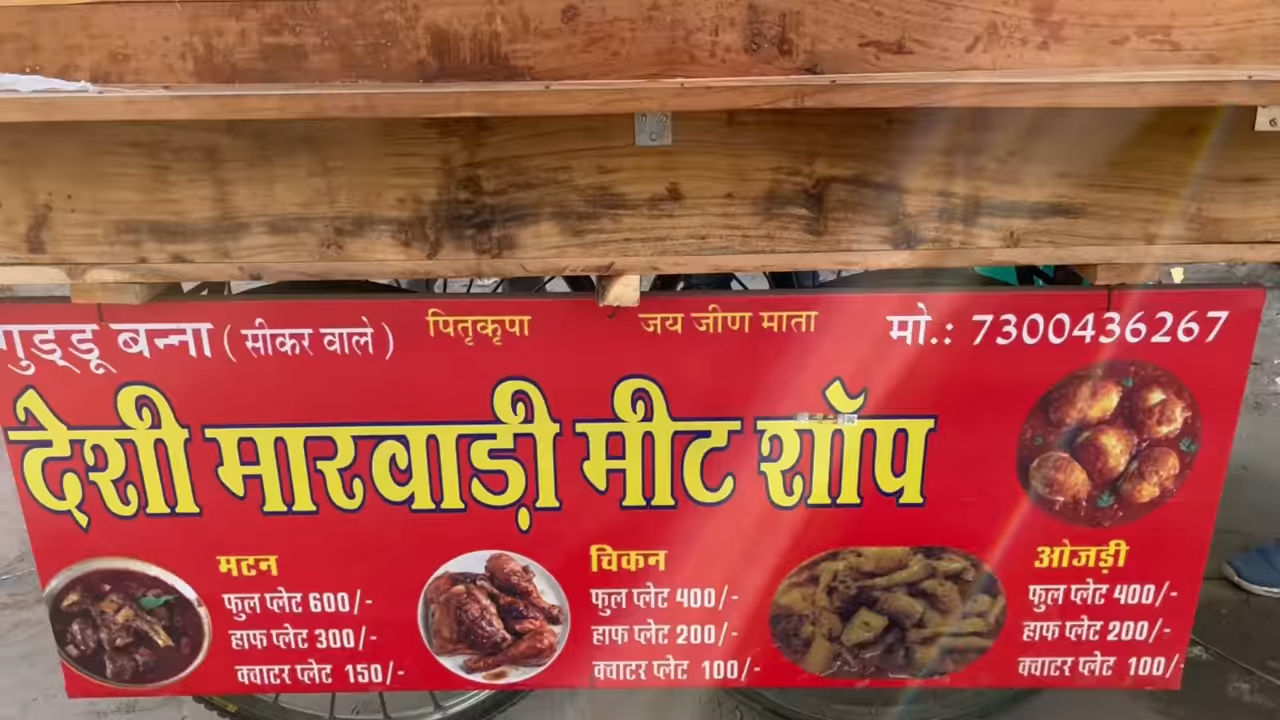 गुड्डू बन्ना ( सीकर वाले ) पितृकृपा जय जीण माता मो.: 7300436267
देशी मारवाड़ी मीट शॉप
मटन
फुल प्लेट 600/-
हाफ प्लेट 300/-
क्वाटर प्लेट 150/-
चिकन
फुल प्लेट 400/-
हाफ प्लेट 200/-
क्वाटर प्लेट 100/-
ओजड़ी
फुल प्लेट 400/-
हाफ प्लेट 200/-
क्वाटर प्लेट 100/-